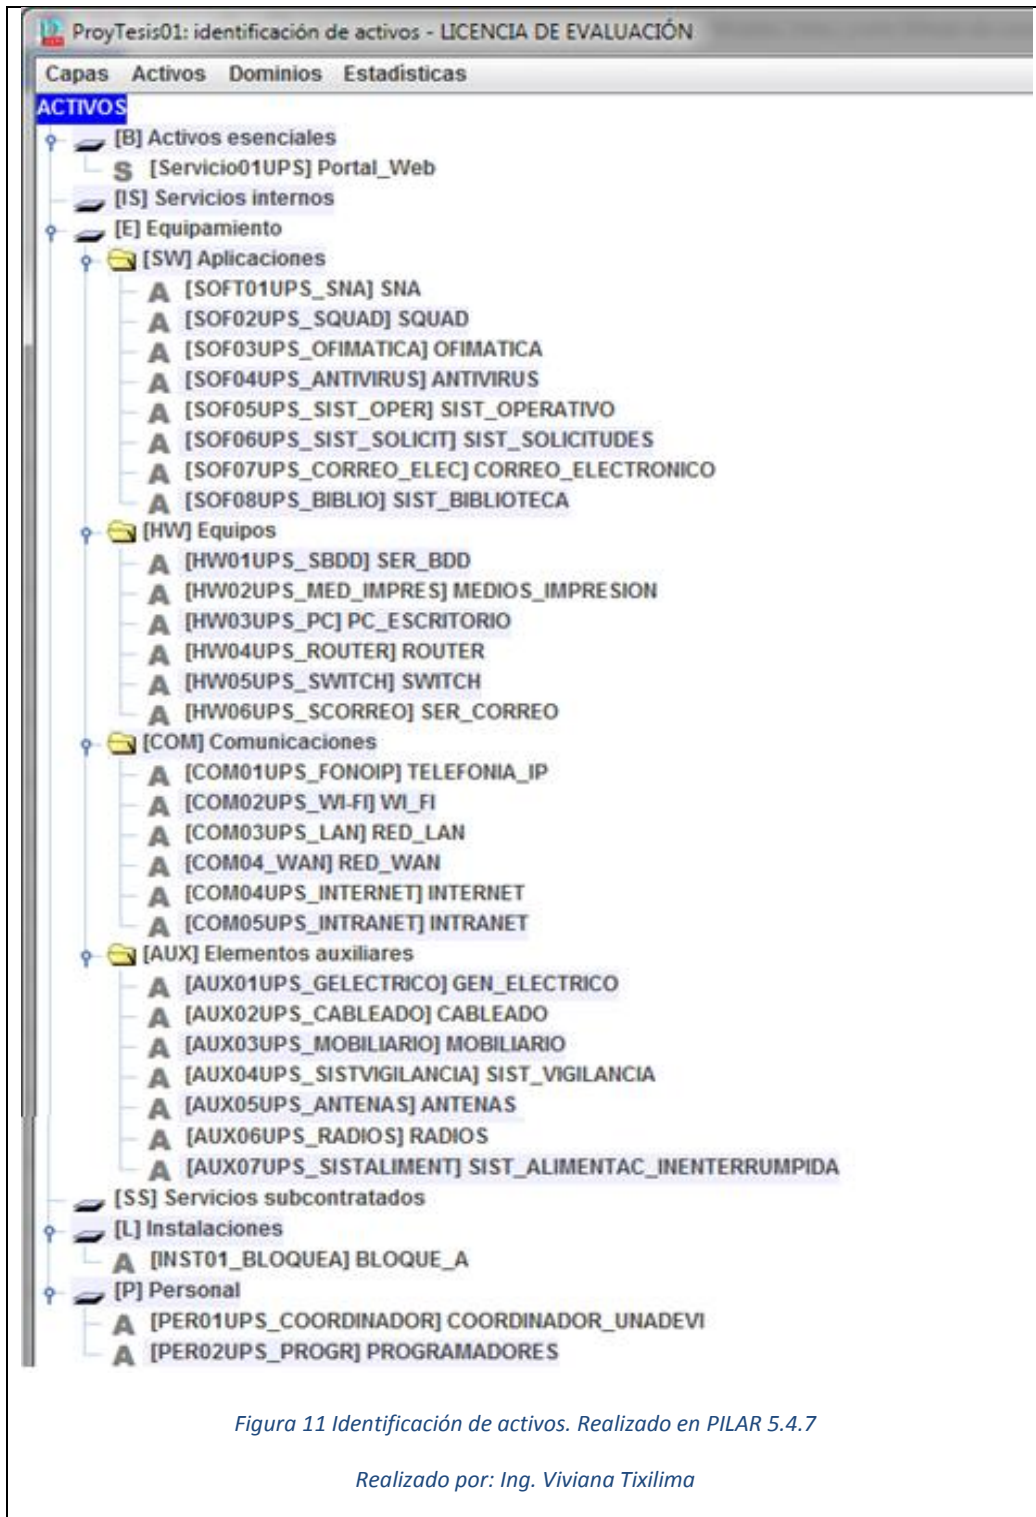 ProyTesis01: identificación de activos - LICENCIA DE EVALUACIÓN
Capas Activos Dominios Estadísticas
ACTIVOS
[B] Activos esenciales
S [Servicio01UPS] Portal_Web
[IS] Servicios internos
[E] Equipamiento
[SW] Aplicaciones
A [SOFT01UPS_SNA] SNA
A [SOF02UPS_SQUAD] SQUAD
A [SOF03UPS_OFIMATICA] OFIMATICA
A [SOF04UPS_ANTIVIRUS] ANTIVIRUS
A [SOF05UPS_SIST_OPER] SIST_OPERATIVO
A [SOF06UPS_SIST_SOLICIT] SIST_SOLICITUDES
A [SOF07UPS_CORREO_ELEC] CORREO_ELECTRONICO
A [SOF08UPS_BIBLIO] SIST_BIBLIOTECA
[HW] Equipos
A [HW01UPS_SBDD] SER_BDD
A [HW02UPS_MED_IMPRES] MEDIOS_IMPRESION
A [HW03UPS_PC] PC_ESCRITORIO
A [HW04UPS_ROUTER] ROUTER
A [HW05UPS_SWITCH] SWITCH
A [HW06UPS_SCORREO] SER_CORREO
[COM] Comunicaciones
A [COM01UPS_FONOIP] TELEFONIA_IP
A [COM02UPS_WI-FI] WI_FI
A [COM03UPS_LAN] RED_LAN
A [COM04_WAN] RED_WAN
A [COM04UPS_INTERNET] INTERNET
A [COM05UPS_INTRANET] INTRANET
[AUX] Elementos auxiliares
A [AUX01UPS_GELECTRICO] GEN_ELECTRICO
A [AUX02UPS_CABLEADO] CABLEADO
A [AUX03UPS_MOBILIARIO] MOBILIARIO
A [AUX04UPS_SISTVIGILANCIA] SIST_VIGILANCIA
A [AUX05UPS_ANTENAS] ANTENAS
A [AUX06UPS_RADIOS] RADIOS
A [AUX07UPS_SISTALIMENT] SIST_ALIMENTAC_INENTERRUMPIDA
[SS] Servicios subcontratados
[L] Instalaciones
A [INST01_BLOQUEA] BLOQUE_A
[P] Personal
A [PER01UPS_COORDINADOR] COORDINADOR_UNADEVI
A [PER02UPS_PROGR] PROGRAMADORES
Figura 11 Identificación de activos. Realizado en PILAR 5.4.7
Realizado por: Ing. Viviana Tixilima